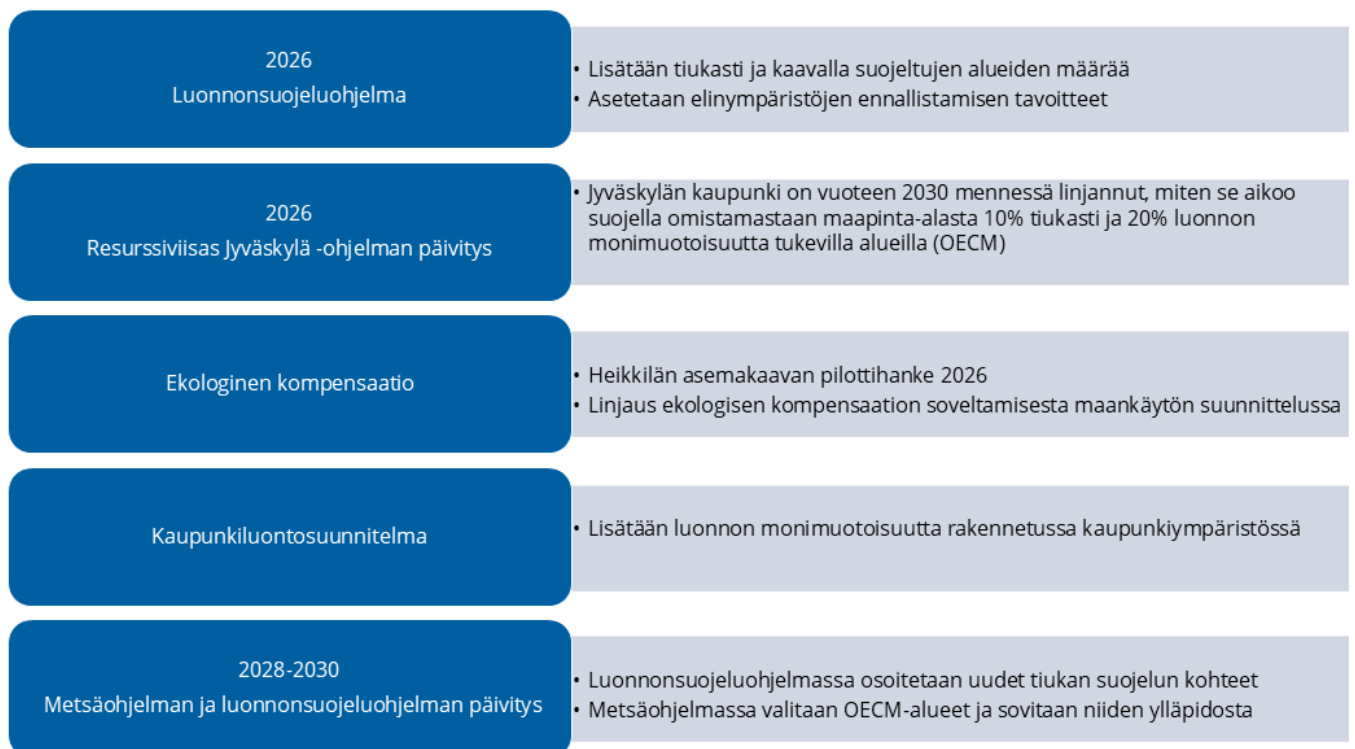 2026
Luonnonsuojeluohjelma
• Lisätään tiukasti ja kaavalla suojeltujen alueiden määrää
• Asetetaan elinympäristöjen ennallistamisen tavoitteet
2026
Resurssiviisas Jyväskylä -ohjelman päivitys
• Jyväskylän kaupunki on vuoteen 2030 mennessä linjannut, miten se aikoo
suojella omistamastaan maapinta-alasta 10% tiukasti ja 20% luonnon
monimuotoisuutta tukevilla alueilla (OECM)
Ekologinen kompensaatio
• Heikkilän asemakaavan pilottihanke 2026
• Linjaus ekologisen kompensaation soveltamisesta maankäytön suunnittelussa
Kaupunkiluontosuunnitelma
• Lisätään luonnon monimuotoisuutta rakennetussa kaupunkiympäristössä
2028-2030
Metsäohjelman ja luonnonsuojeluohjelman päivitys
• Luonnonsuojeluohjelmassa osoitetaan uudet tiukan suojelun kohteet
• Metsäohjelmassa valitaan OECM-alueet ja sovitaan niiden ylläpidosta